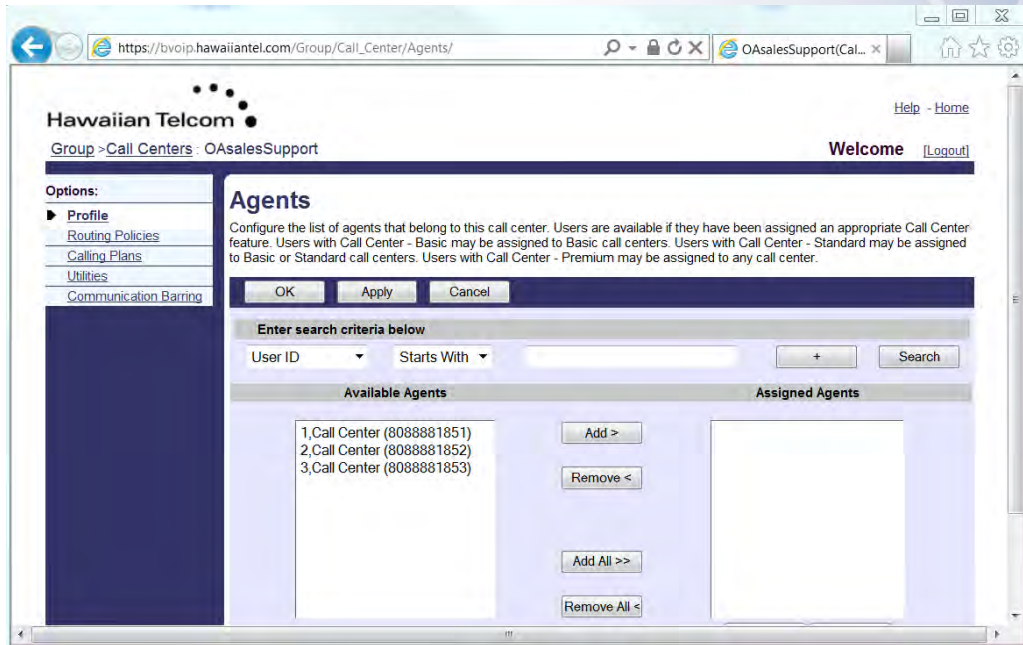 https://bvoip.hawaiiantel.com/Group/Call_Center/Agents/
OAsalesSupport(Cal...
Hawaiian Telcom
Help - Home
Group >Call Centers : OAsalesSupport
Welcome [Logout]
Options:
Profile
Routing Policies
Calling Plans
Utilities
Communication Barring
Agents
Configure the list of agents that belong to this call center. Users are available if they have been assigned an appropriate Call Center
feature. Users with Call Center - Basic may be assigned to Basic call centers. Users with Call Center - Standard may be assigned
to Basic or Standard call centers. Users with Call Center - Premium may be assigned to any call center.
OK Apply Cancel
Enter search criteria below
User ID Starts With + Search
Available Agents Assigned Agents
1,Call Center (8088881851)
2,Call Center (8088881852)
3,Call Center (8088881853)
Add >
Remove <
Add All >>
Remove All <